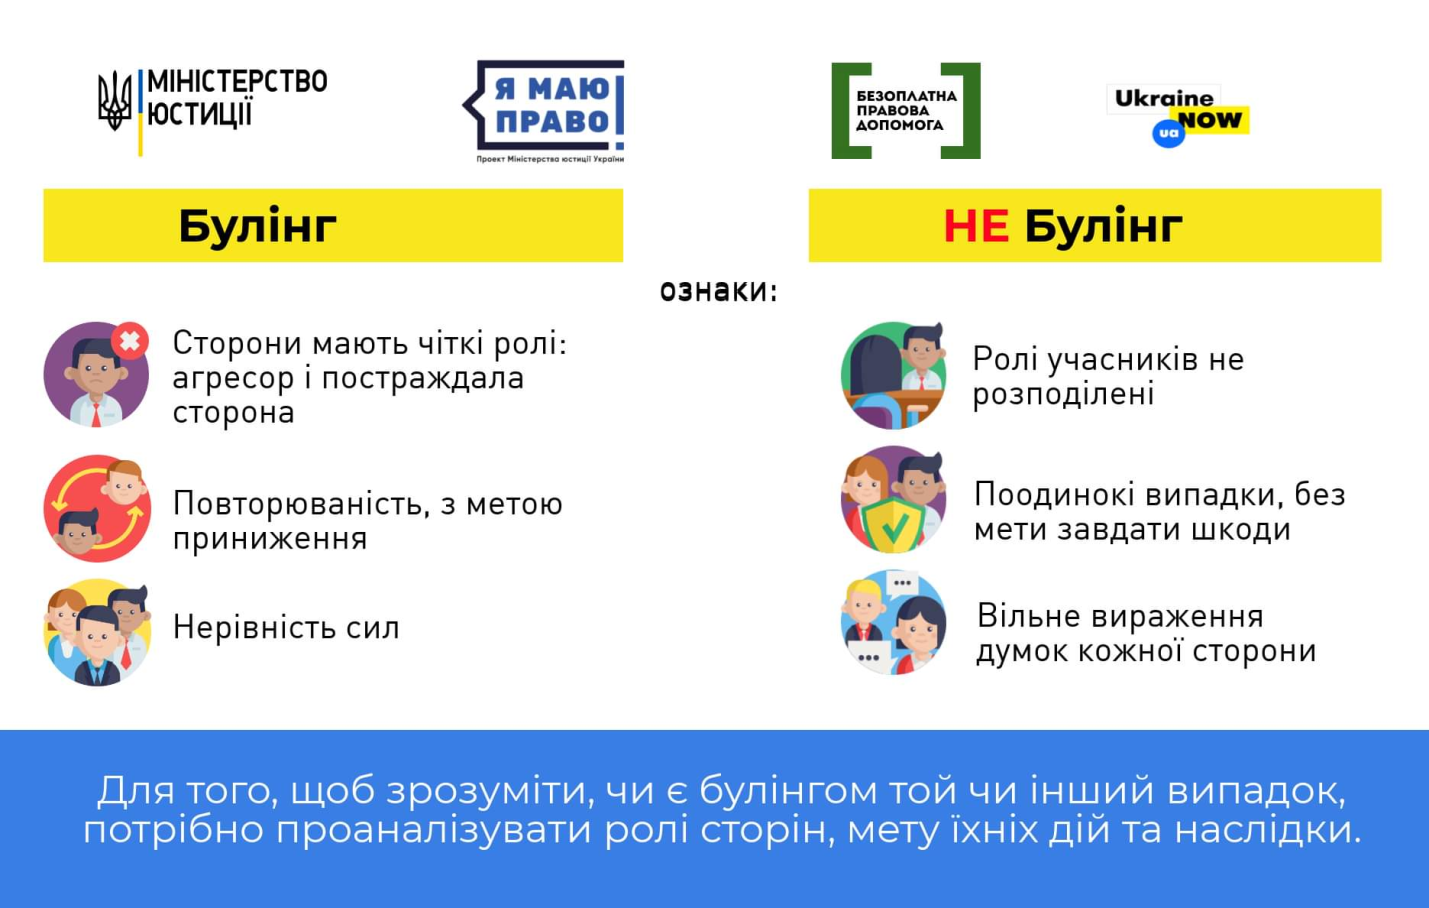 МІНІСТЕРСТВО
ЮСТИЦІЇ
Я МАЮ
ПРАВО!
Проект Міністерства юстиції України
БЕЗОПЛАТНА
ПРАВОВА
ДОПОМОГА
Ukraine
NOW
ua
Булінг
НЕ Булінг
ознаки:
Сторони мають чіткі ролі:
агресор і постраждала
сторона
Повторюваність, з метою
приниження
Нерівність сил
Ролі учасників не
розподілені
Поодинокі випадки, без
мети завдати шкоди
Вільне вираження
думок кожної сторони
Для того, щоб зрозуміти, чи є булінгом той чи інший випадок,
потрібно проаналізувати ролі сторін, мету їхніх дій та наслідки.